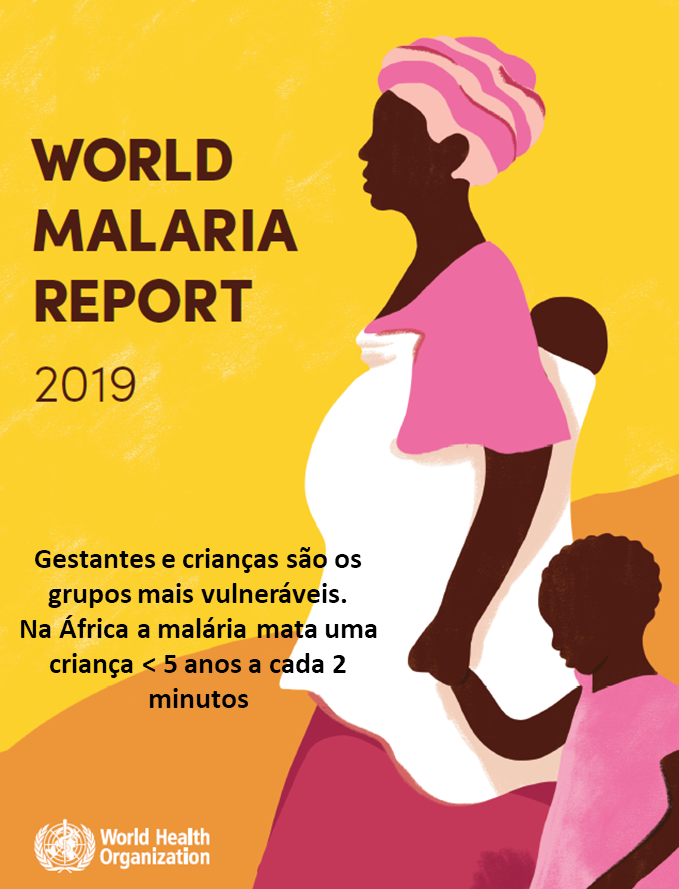 WORLD
MALARIA
REPORT
2019
Gestantes e crianças são os
grupos mais vulneráveis.
Na África a malária mata uma
criança < 5 anos a cada 2
minutos
World Health
Organization